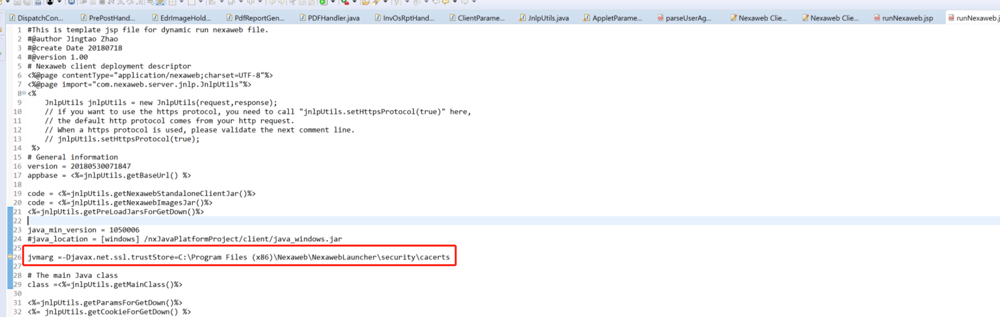 DispatchCon... PrePostHand... EdrImageHold... PdfReportGen... PDFHandler.java InvOsRptHand... ClientParame... JnlpUtils.java AppletParame... parseUserAg... Nexaweb Clie... Nexaweb Clie... runNexaweb.jsp runNexaweb.j
1 #This is template jsp file for dynamic run nexaweb file.
2 #@author Jingtao Zhao
3 #@create Date 20180718
4 #@version 1.00
5 # Nexaweb client deployment descriptor
6 <%@page contentType="application/nexaweb;charset=UTF-8"%>
7 <%@page import="com.nexaweb.server.jnlp.JnlpUtils"%>
8 <%
9 JnlpUtils jnlpUtils = new JnlpUtils(request,response);
10 // if you want to use the https protocol, you need to call "jnlpUtils.setHttpsProtocol(true)" here,
11 // the default http protocol comes from your http request.
12 // When a https protocol is used, please validate the next comment line.
13 // jnlpUtils.setHttpsProtocol(true);
14 %>
15 # General information
16 version = 20180530071847
17 appbase = <%=jnlpUtils.getBaseUrl() %>
18
19 code = <%=jnlpUtils.getNexawebStandaloneClientJar()%>
20 code = <%=jnlpUtils.getNexawebImagesJar()%>
21 <%=jnlpUtils.getPreLoadJarsForGetDown()%>
22
23 java_min_version = 1050006
24 #java_location = [windows] /nxJavaPlatformProject/client/java_windows.jar
25
26 jvmarg =-Djavax.net.ssl.trustStore=C:\Program Files (x86)\Nexaweb\NexawebLauncher\security\cacerts
27
28 # The main Java class
29 class =<%=jnlpUtils.getMainClass()%>
30
31 <%=jnlpUtils.getParamsForGetDown()%>
32 <%= jnlpUtils.getCookieForGetDown() %>